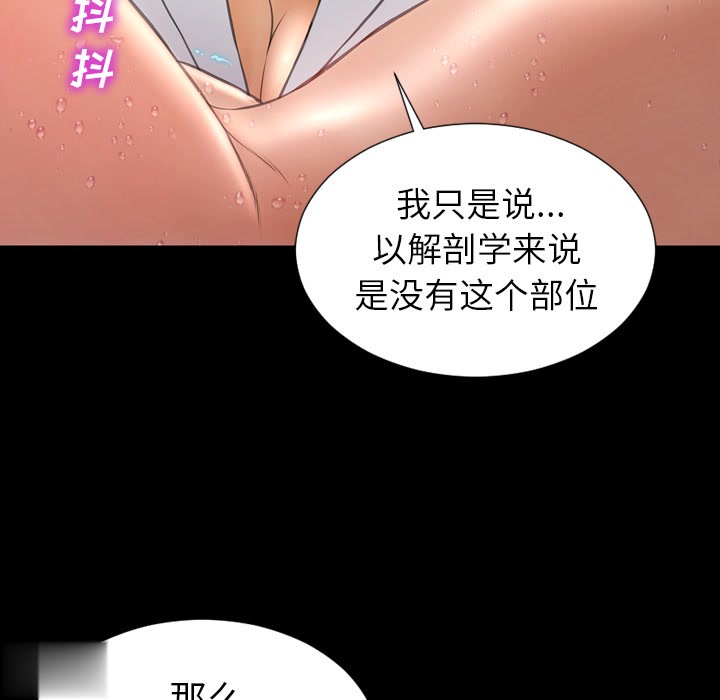 抖
抖
我只是说...
以解剖学来说
是没有这个部位
那么